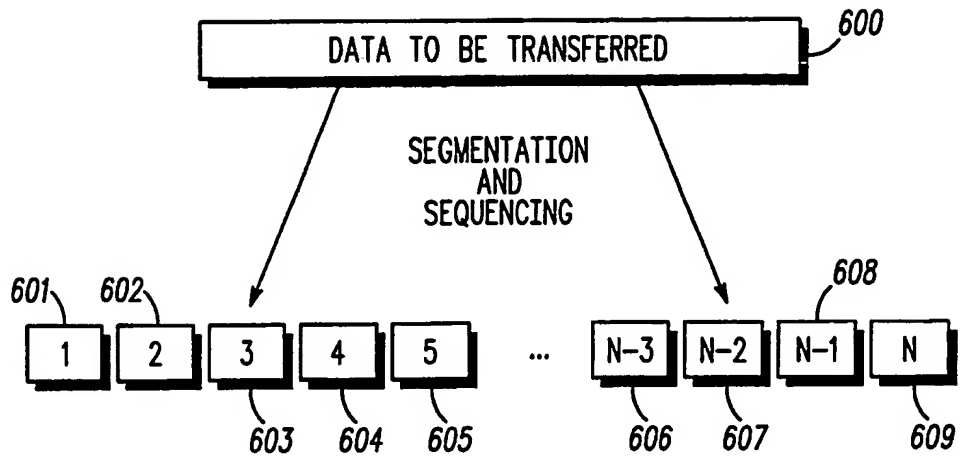 600
DATA TO BE TRANSFERRED
SEGMENTATION
AND
SEQUENCING
601 602 608
1 2 3 4 5 ... N-3 N-2 N-1 N
603 604 605 606 607 609